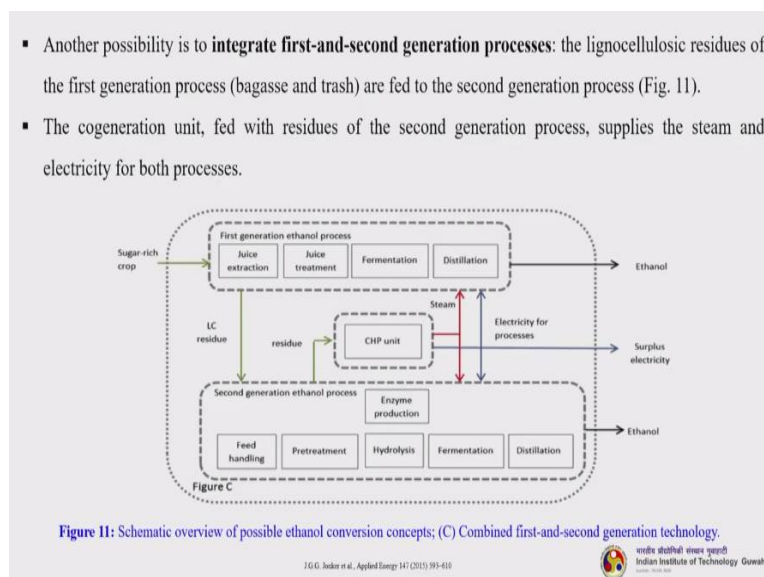 ▪ Another possibility is to integrate first-and-second generation processes: the lignocellulosic residues of
the first generation process (bagasse and trash) are fed to the second generation process (Fig. 11).
▪ The cogeneration unit, fed with residues of the second generation process, supplies the steam and
electricity for both processes.
First generation ethanol process
Sugar-rich
crop
Juice
extraction
Juice
treatment
Fermentation
Distillation
Ethanol
Steam
LC
residue
residue
CHP unit
Electricity for
processes
Surplus
electricity
Second generation ethanol process
Enzyme
production
Ethanol
Feed
handling
Pretreatment
Hydrolysis
Fermentation
Distillation
Figure C
Figure 11: Schematic overview of possible ethanol conversion concepts; (C) Combined first-and-second generation technology.
J.G.G. Jonker et al., Applied Energy 147 (2015) 593-610
भारतीय प्रौद्योगिकी संस्थान गुवाहाटी
Indian Institute of Technology Guwah